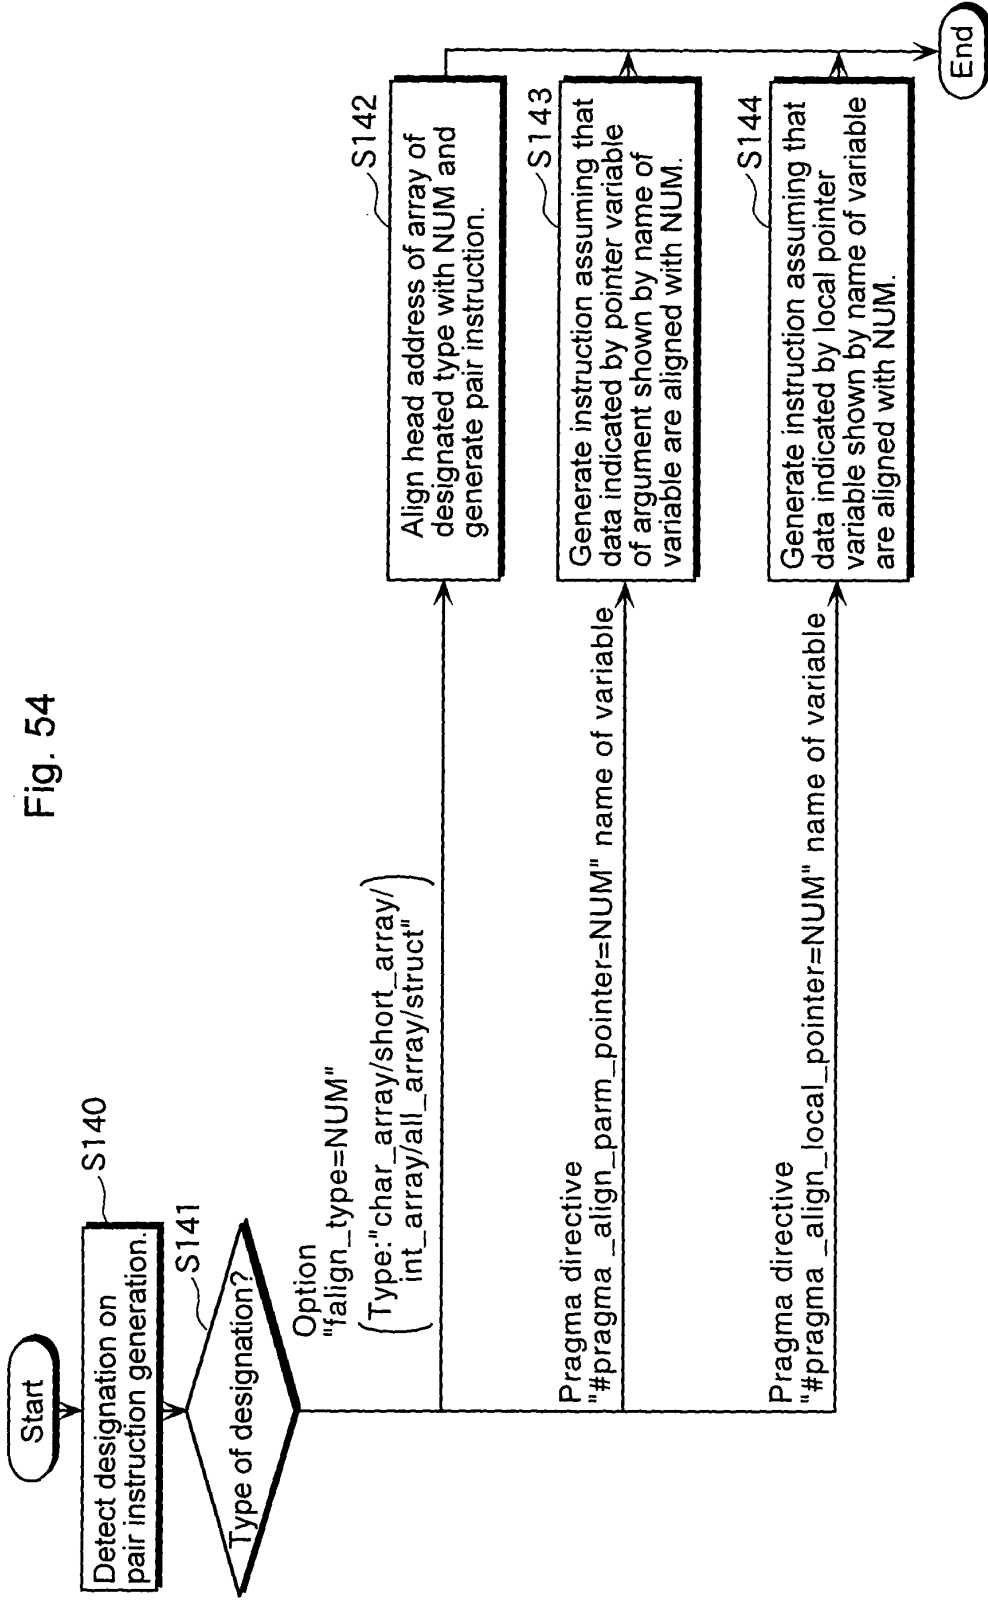 Fig. 54
Start
Detect designation on
pair instruction generation.
S140
Type of designation?
S141
Option
"falign_type=NUM"
(Type:"char_array/short_array/
int_array/all_array/struct")
Align head address of array of
designated type with NUM and
generate pair instruction.
S142
Pragma directive
"#pragma _align_parm_pointer=NUM" name of variable
Generate instruction assuming that
data indicated by pointer variable
of argument shown by name of
variable are aligned with NUM.
S143
Pragma directive
"#pragma _align_local_pointer=NUM" name of variable
Generate instruction assuming that
data indicated by local pointer
variable shown by name of variable
are aligned with NUM.
S144
End